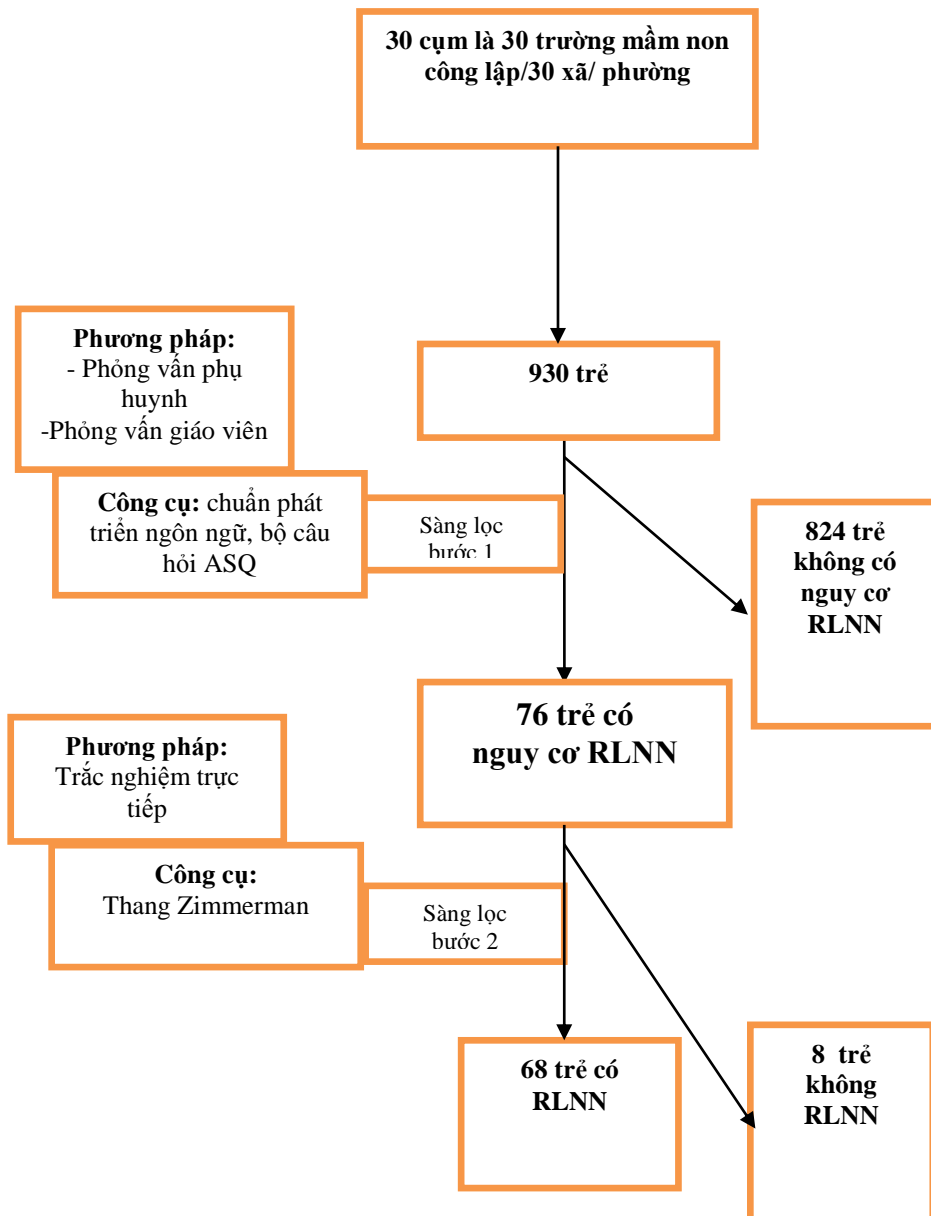 30 cụm là 30 trường mầm non
công lập/30 xã/ phường
Phương pháp:
- Phỏng vấn phụ
huynh
-Phỏng vấn giáo viên
930 trẻ
Công cụ: chuẩn phát
triển ngôn ngữ, bộ câu
hỏi ASQ
Sàng lọc
bước 1
824 trẻ
không có
nguy cơ
RLNN
76 trẻ có
nguy cơ RLNN
Phương pháp:
Trắc nghiệm trực
tiếp
Công cụ:
Thang Zimmerman
Sàng lọc
bước 2
68 trẻ có
RLNN
8 trẻ
không
RLNN